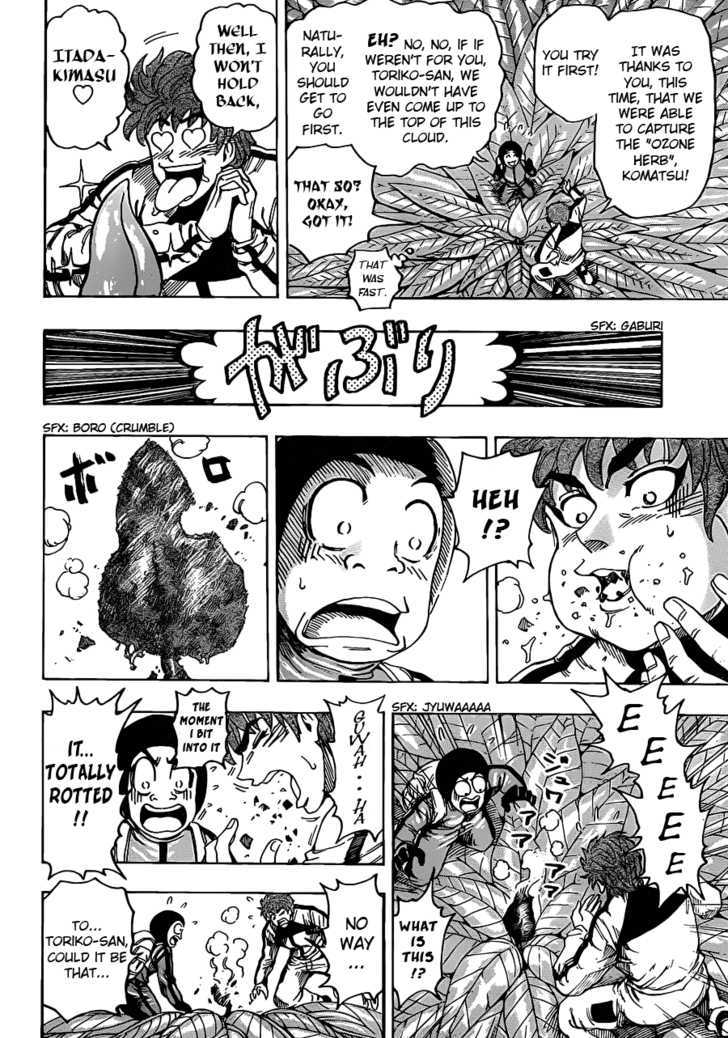 IT WAS
THANKS TO
YOU, THIS
TIME, THAT WE
WERE ABLE
TO CAPTURE
THE "OZONE
HERB",
KOMATSU!
YOU TRY
IT FIRST!
EH? NO, NO, IF IF
WEREN'T FOR YOU,
TORIKO-SAN, WE
WOULDN'T HAVE
EVEN COME UP TO
THE TOP OF THIS
CLOUD.
NATU-
RALLY,
YOU
SHOULD
GET TO
GO
FIRST.
THAT SO?
OKAY,
GOT IT!
THAT
WAS
FAST.
WELL
THEN, I
WON'T
HOLD
BACK,
ITADA-
KIMASU
♡
SFX: GABURI
がぶり
HEH
!?
SFX: BORO (CRUMBLE)
ボロ
SFX: JYUWAAAAA
ジュワァァァ
EEEEE
WHAT
IS
THIS
!?
GUWAH..HA
THE
MOMENT
I BIT
INTO IT
IT...
TOTALLY
ROTTED
!!
NO
WAY
...
TO...
TORIKO-SAN,
COULD IT BE
THAT...